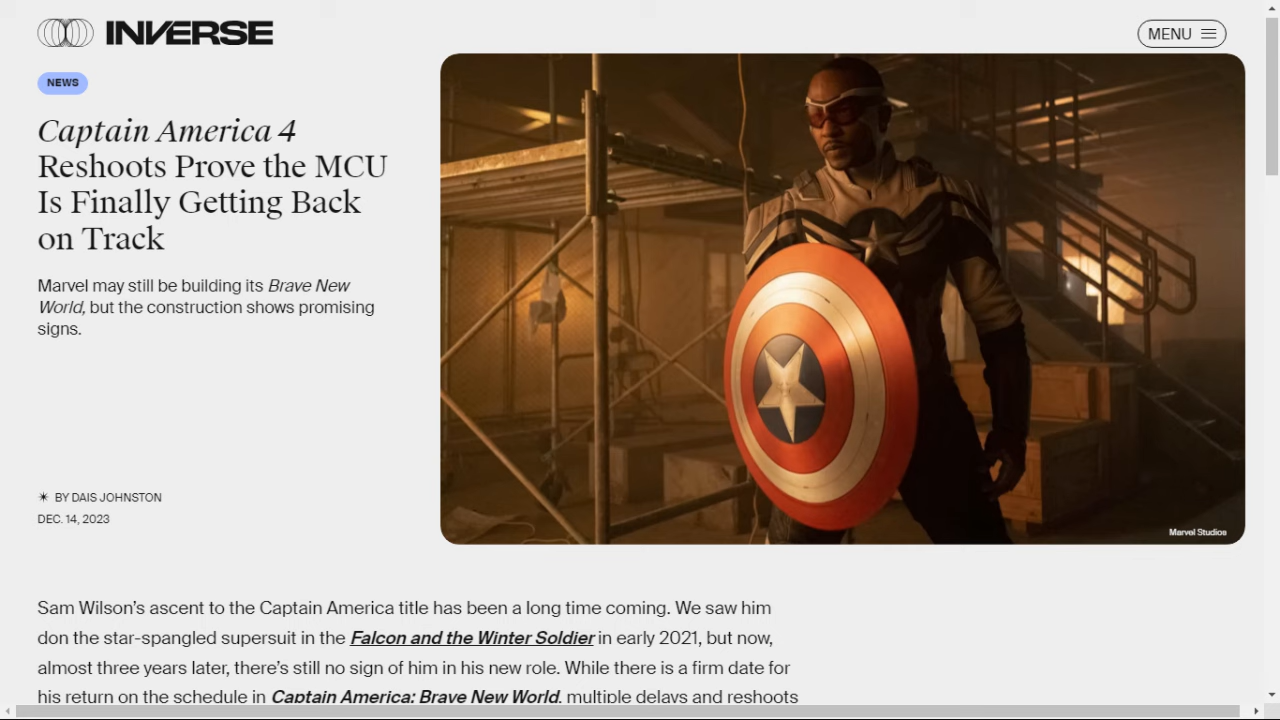 INVERSE
MENU
NEWS
Captain America 4
Reshoots Prove the MCU
Is Finally Getting Back
on Track
Marvel may still be building its Brave New
World, but the construction shows promising
signs.
BY DAIS JOHNSTON
DEC. 14, 2023
Marvel Studios
Sam Wilson’s ascent to the Captain America title has been a long time coming. We saw him
don the star-spangled supersuit in the Falcon and the Winter Soldier in early 2021, but now,
almost three years later, there’s still no sign of him in his new role. While there is a firm date for
his return on the schedule in Captain America: Brave New World, multiple delays and reshoots